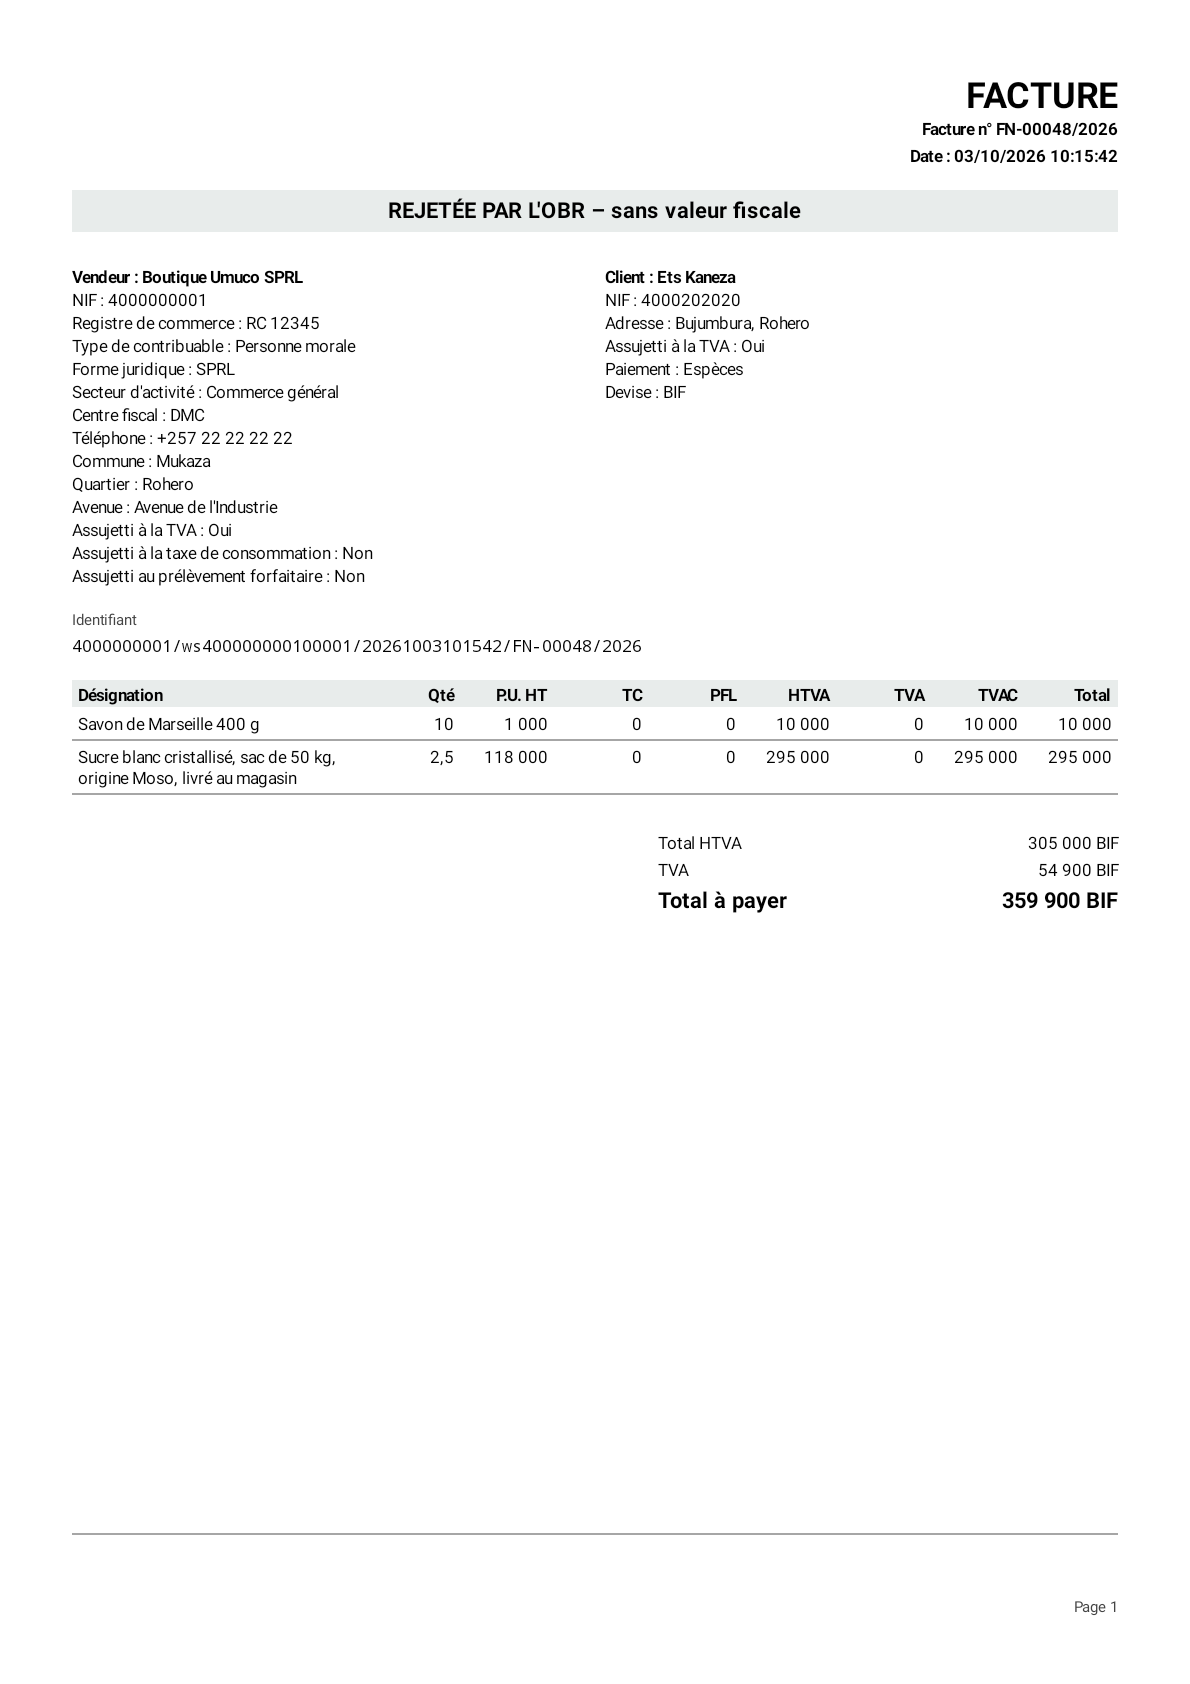 FACTURE
Facture n° FN-00048/2026
Date : 03/10/2026 10:15:42
REJETÉE PAR L'OBR – sans valeur fiscale
Vendeur : Boutique Umuco SPRL
NIF : 4000000001
Registre de commerce : RC 12345
Type de contribuable : Personne morale
Forme juridique : SPRL
Secteur d'activité : Commerce général
Centre fiscal : DMC
Téléphone : +257 22 22 22 22
Commune : Mukaza
Quartier : Rohero
Avenue : Avenue de l'Industrie
Assujetti à la TVA : Oui
Assujetti à la taxe de consommation : Non
Assujetti au prélèvement forfaitaire : Non
Client : Ets Kaneza
NIF : 4000202020
Adresse : Bujumbura, Rohero
Assujetti à la TVA : Oui
Paiement : Espèces
Devise : BIF
Identifiant
4000000001/ws400000000100001/20261003101542/FN-00048/2026
Désignation Qté P.U. HT TC PFL HTVA TVA TVAC Total
Savon de Marseille 400 g 10 1 000 0 0 10 000 0 10 000 10 000
Sucre blanc cristallisé, sac de 50 kg, 2,5 118 000 0 0 295 000 0 295 000 295 000
origine Moso, livré au magasin
Total HTVA 305 000 BIF
TVA 54 900 BIF
Total à payer 359 900 BIF
Page 1